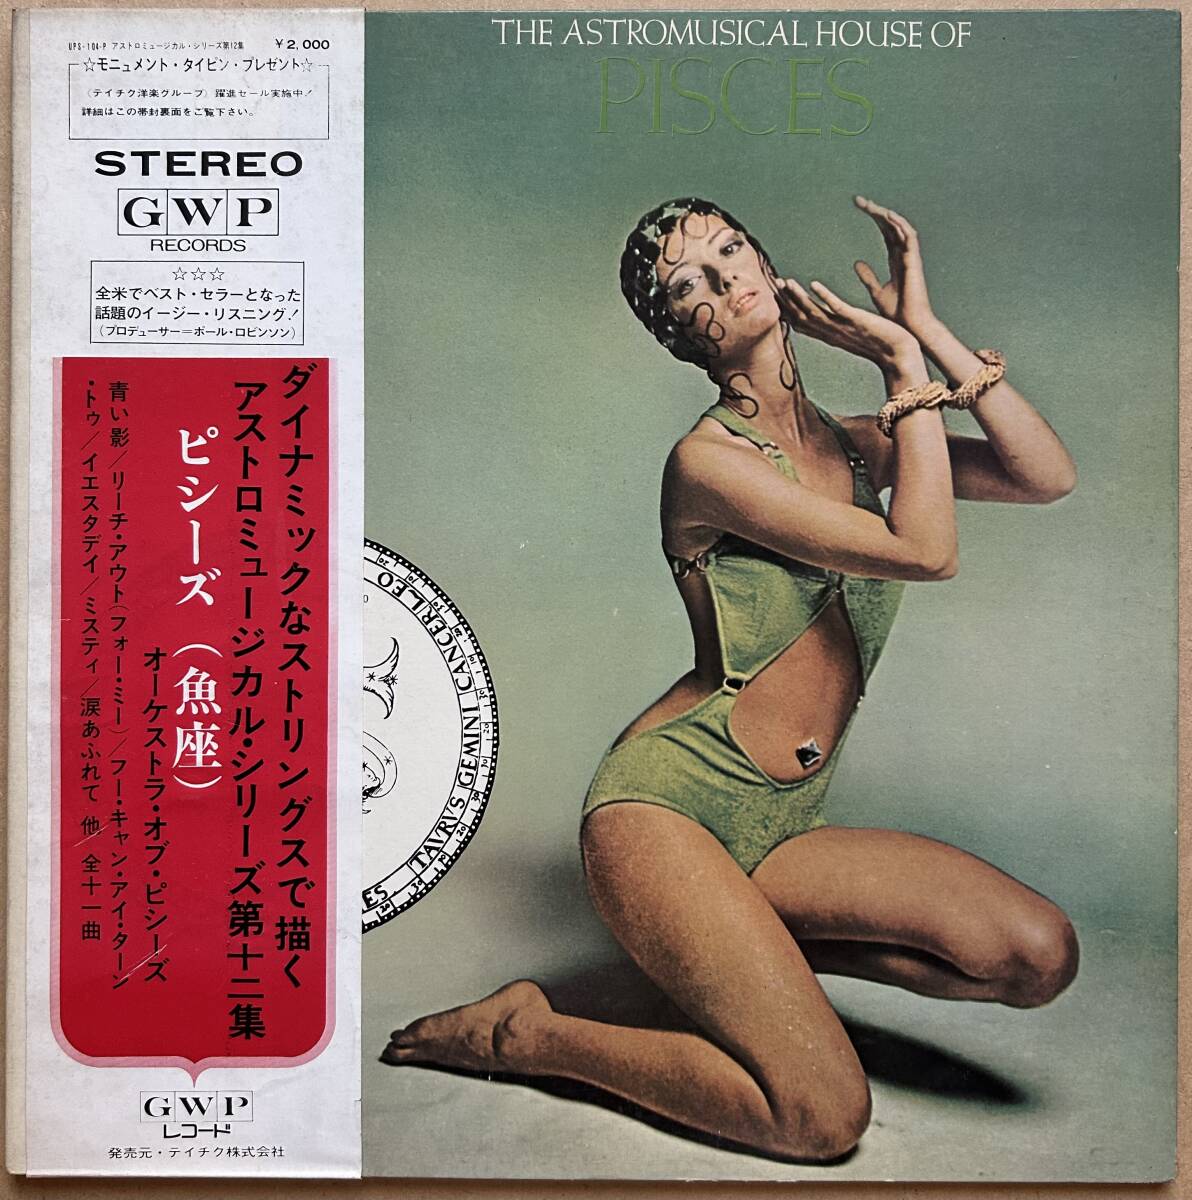 UPS-104-P アストロミュージカル・シリーズ第12集 ¥2,000
☆モニュメント・タイピン・プレゼント☆
(テイチク洋楽グループ)躍進セール実施中!
詳細はこの帯封裏面をご覧下さい。
STEREO
GWP
RECORDS
☆☆☆
全米でベスト・セラーとなった
話題のイージー・リスニング!
(プロデューサー=ポール・ロビンソン)
ダイナミックなストリングスで描く
アストロミュージカル・シリーズ第十二集
ピシーズ(魚座)
オーケストラ・オブ・ピシーズ
青い影/リーチ・アウト(フォー・ミー)/フー・キャン・アイ・ターン
・トゥ/イエスタデイ/ミスティ/涙あふれて 他 全十一曲
GWP
レコード
発売元・テイチク株式会社
THE ASTROMUSICAL HOUSE OF
PISCES
LEO
CANCER
GEMINI
TAVRVS